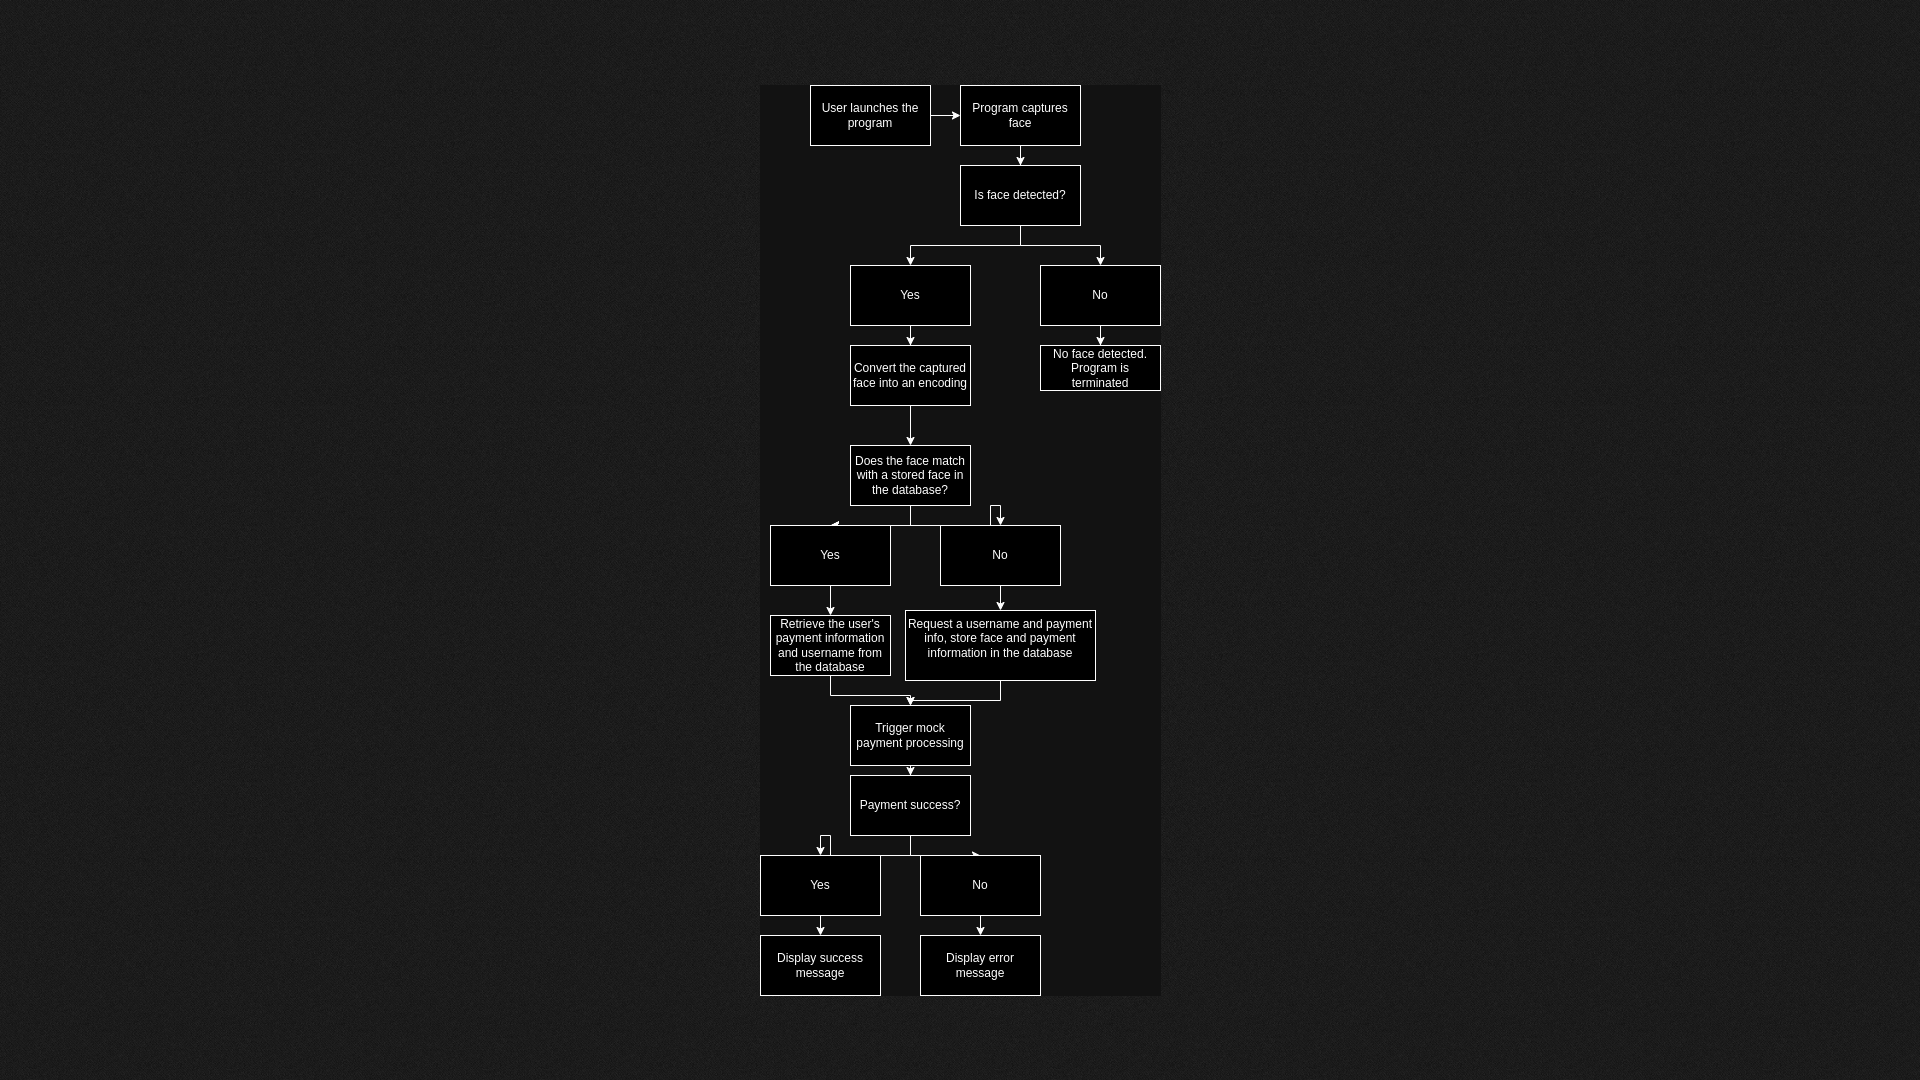 User launches the
program
Program captures
face
Is face detected?
Yes
No
Convert the captured
face into an encoding
No face detected.
Program is
terminated
Does the face match
with a stored face in
the database?
Yes
No
Retrieve the user's
payment information
and username from
the database
Request a username and payment
info, store face and payment
information in the database
Trigger mock
payment processing
Payment success?
Yes
No
Display success
message
Display error
message